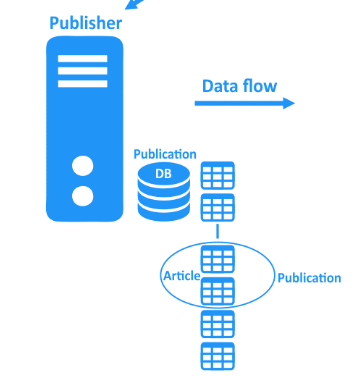 Publisher
Data flow
Publication
DB
Article
Publication